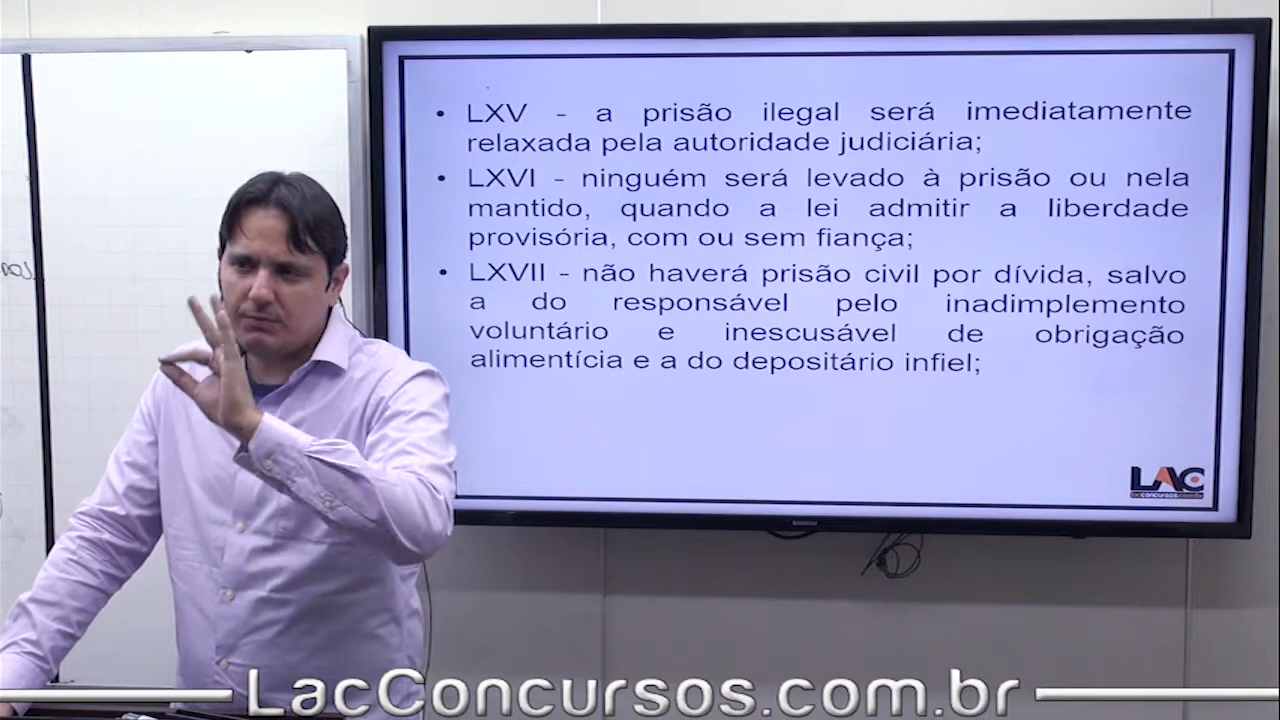 • LXV - a prisão ilegal será imediatamente
relaxada pela autoridade judiciária;
• LXVI - ninguém será levado à prisão ou nela
mantido, quando a lei admitir a liberdade
provisória, com ou sem fiança;
• LXVII - não haverá prisão civil por dívida, salvo
a do responsável pelo inadimplemento
voluntário e inescusável de obrigação
alimentícia e a do depositário infiel;
LAC
LacConcursos.com.br